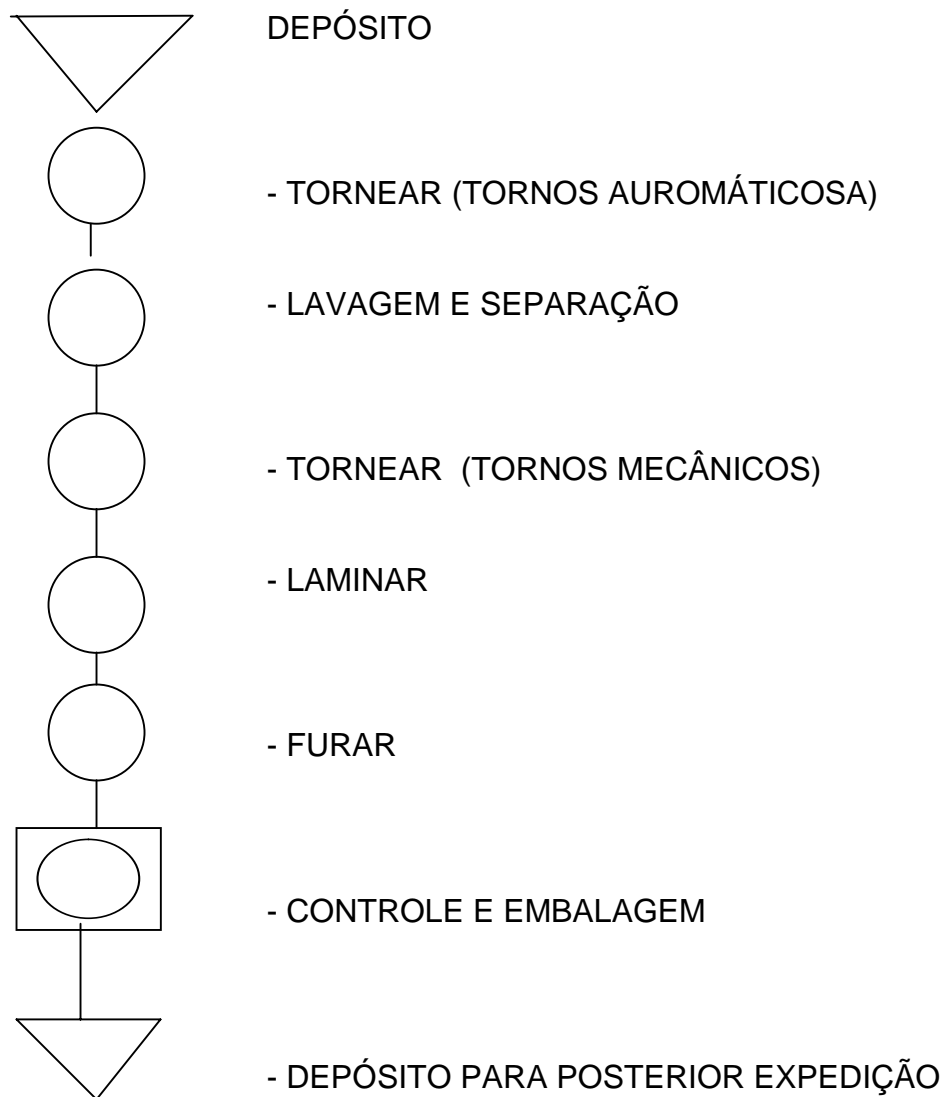 DEPÓSITO
- TORNEAR (TORNOS AUROMÁTICOSA)
- LAVAGEM E SEPARAÇÃO
- TORNEAR  (TORNOS MECÂNICOS)
- LAMINAR
- FURAR
- CONTROLE E EMBALAGEM
- DEPÓSITO PARA POSTERIOR EXPEDIÇÃO